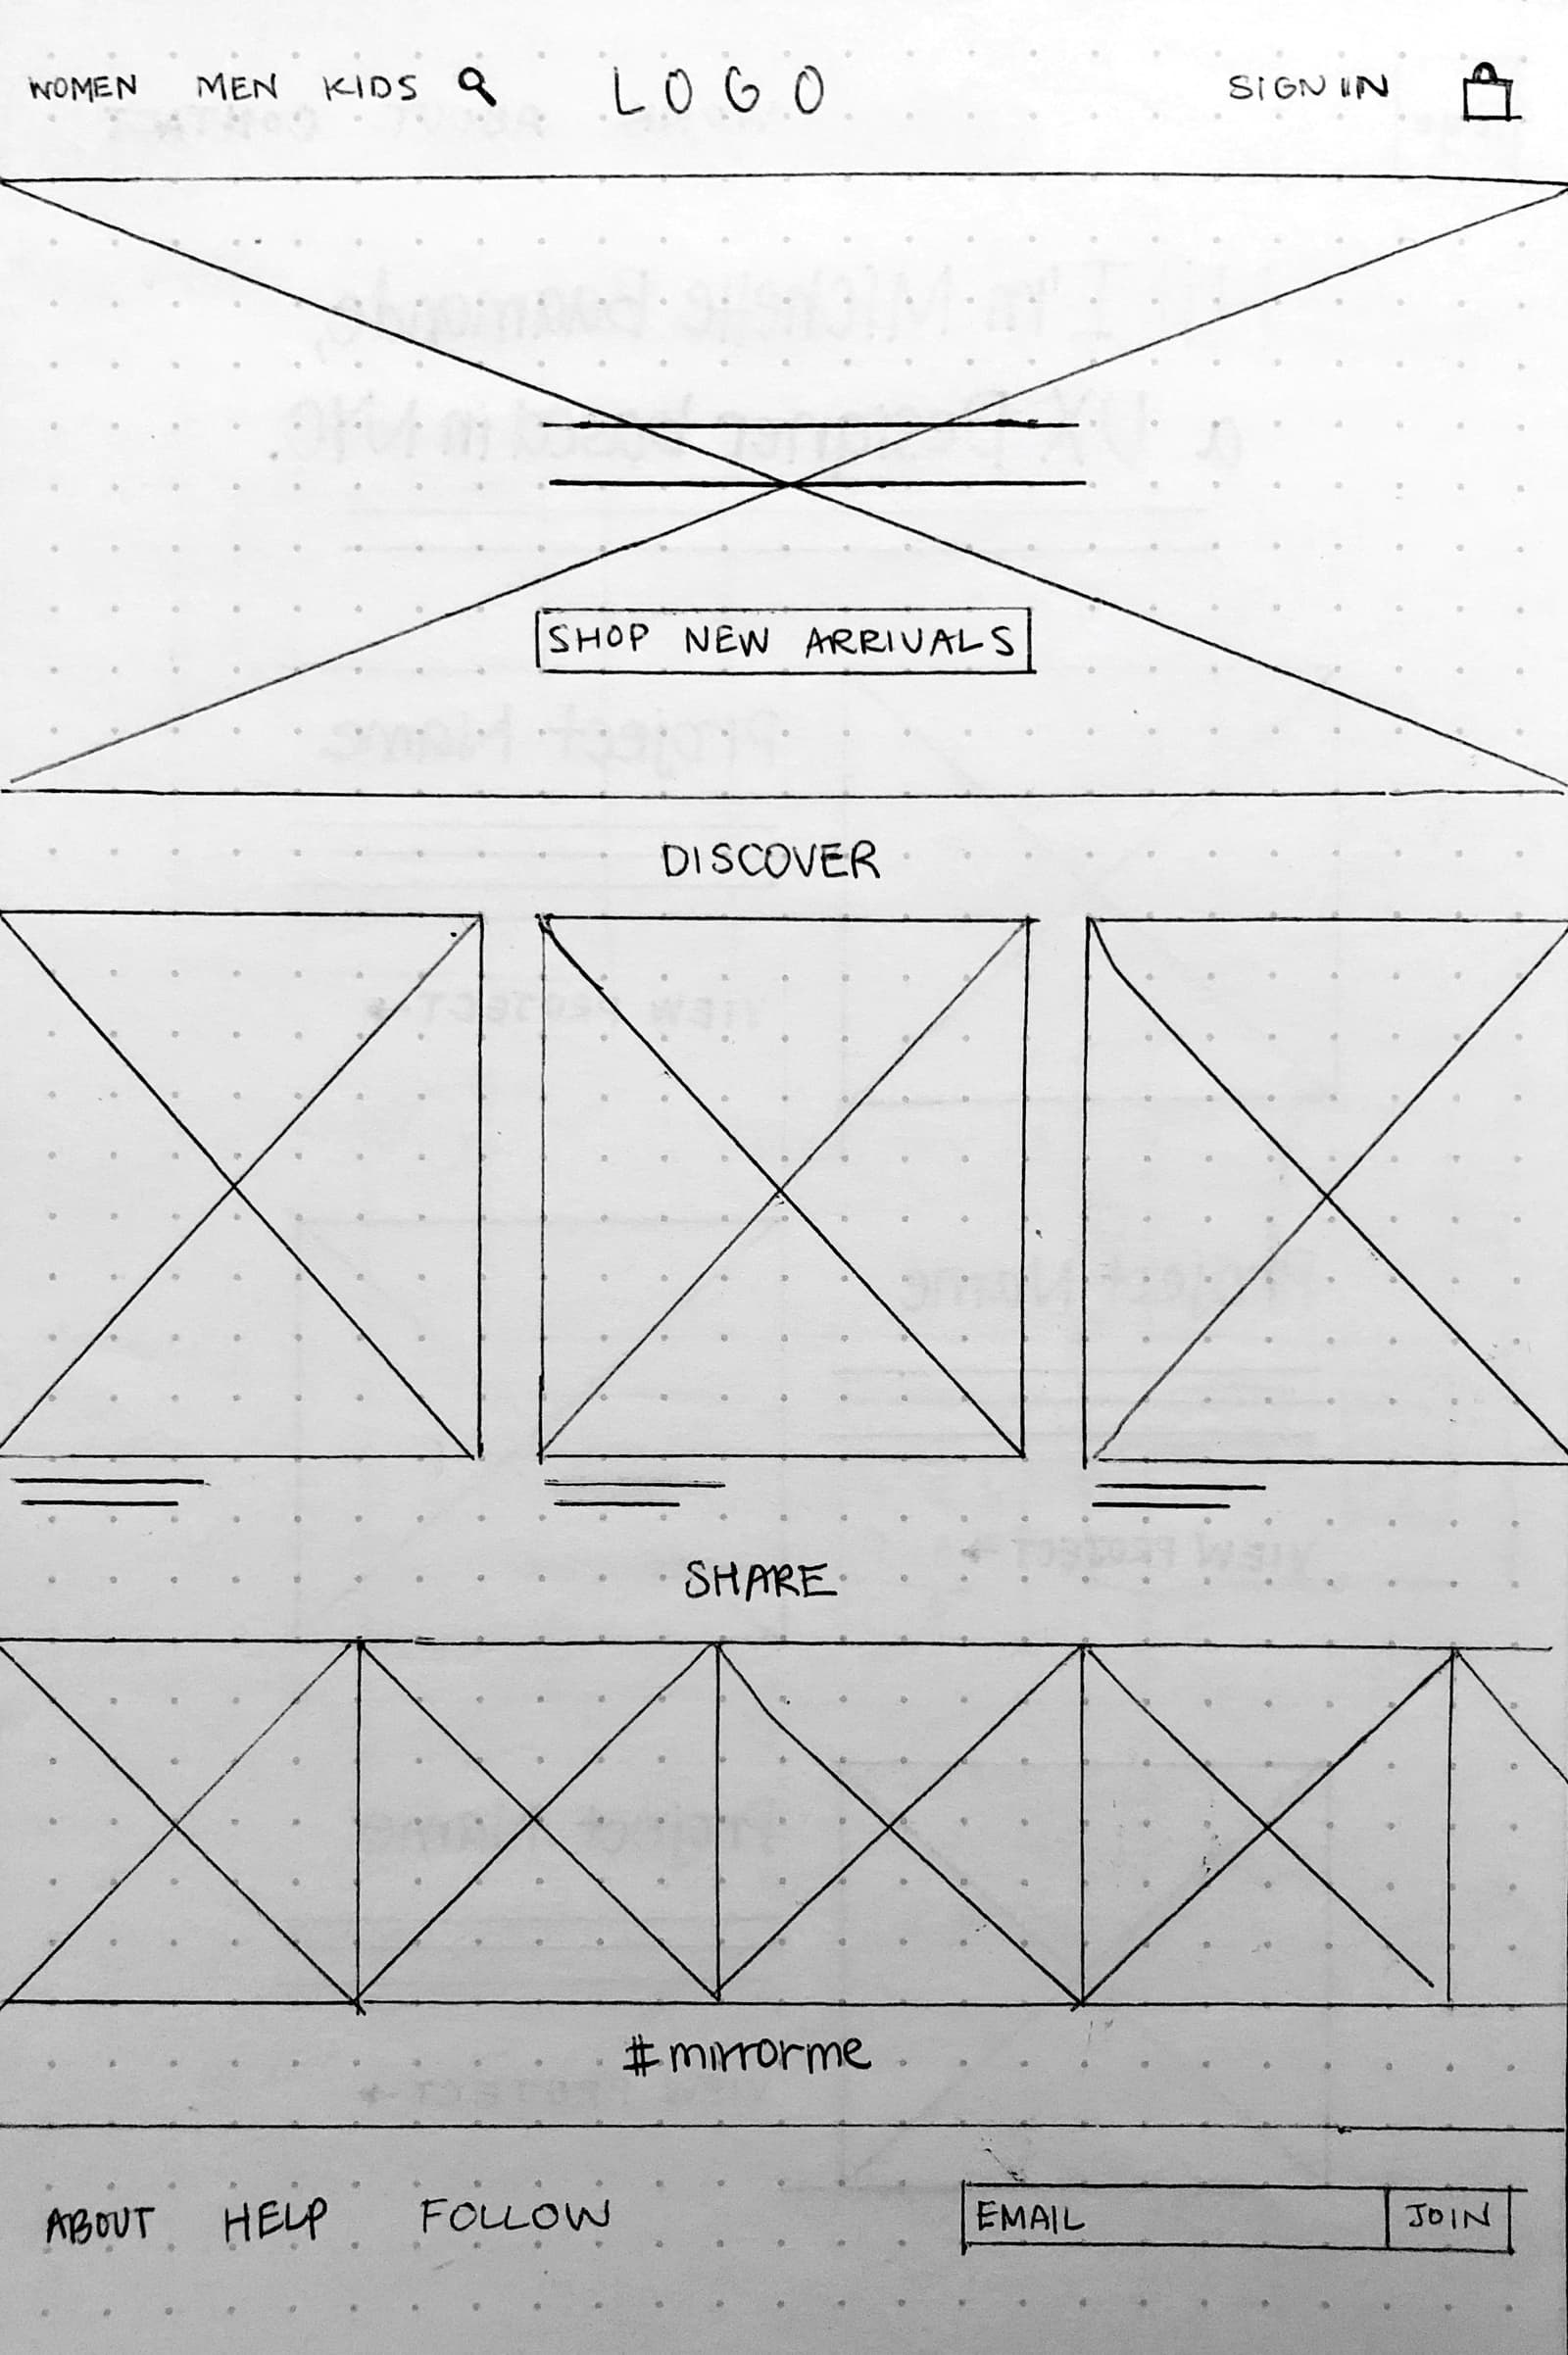 WOMEN MEN KIDS LOGO SIGN IN
SHOP NEW ARRIVALS
DISCOVER
SHARE
#mirrorme
ABOUT HELP FOLLOW EMAIL JOIN